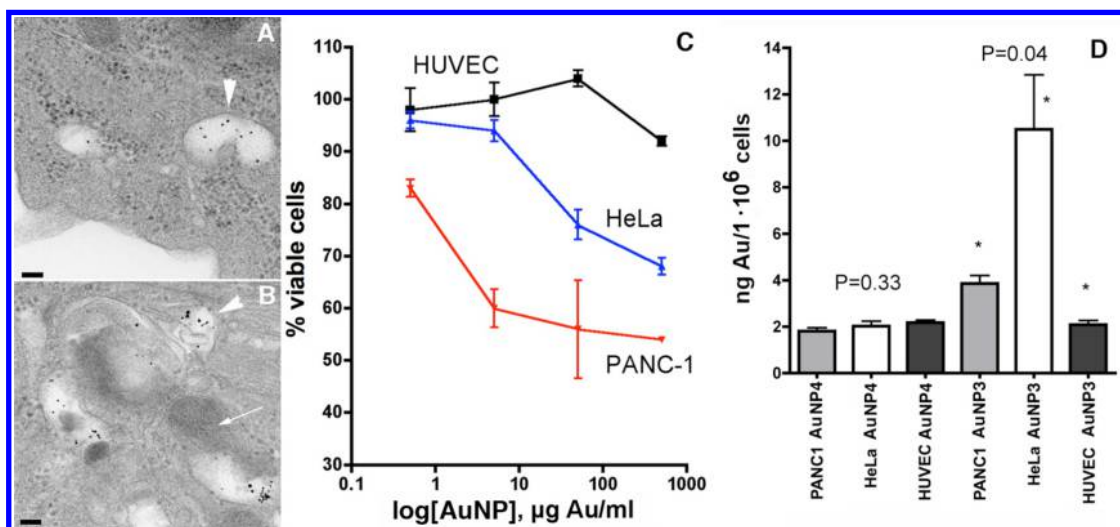 A
B
C
110
100
90
80
70
60
50
40
30
% viable cells
HUVEC
HeLa
PANC-1
0.1
1
10
100
1000
log[AuNP], µg Au/ml
D
14
12
10
8
6
4
2
0
ng Au/1·10⁶ cells
P=0.04
P=0.33
*
*
*
PANC1 AuNP4
HeLa AuNP4
HUVEC AuNP4
PANC1 AuNP3
HeLa AuNP3
HUVEC AuNP3